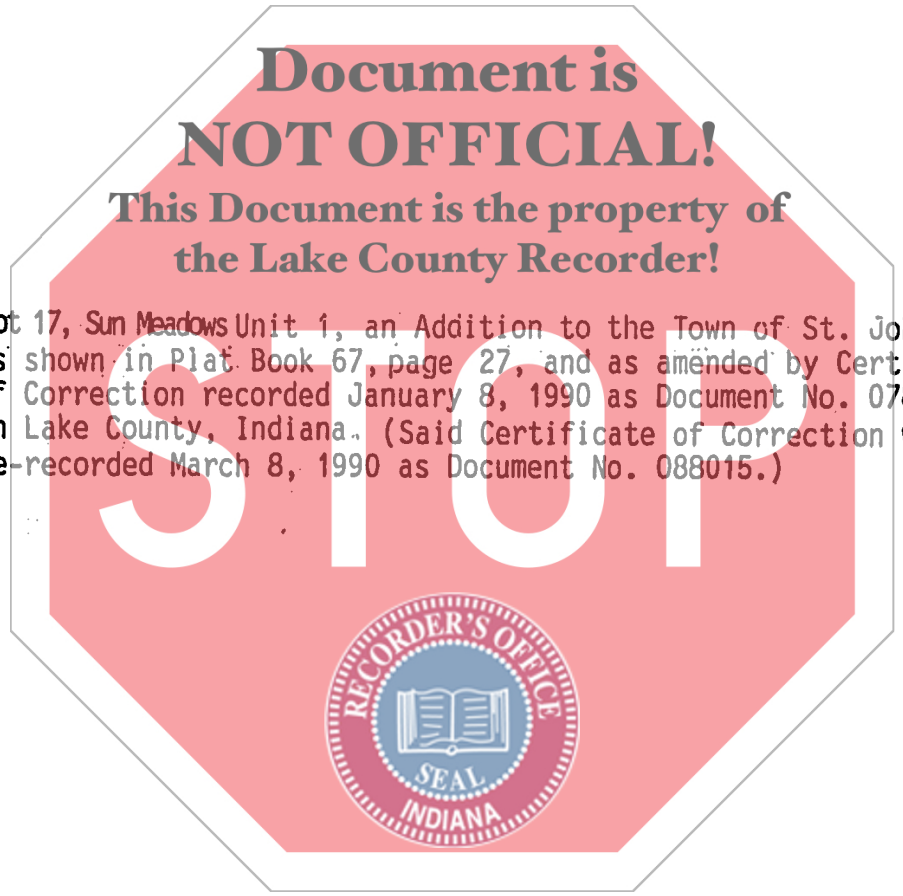 Document is
NOT OFFICIAL!
This Document is the property of
the Lake County Recorder!
ot 17, Sun Meadows Unit 1, an Addition to the Town of St. Jo
s shown in Plat Book 67, page 27, and as amended by Cert
f Correction recorded January 8, 1990 as Document No. 07
n Lake County, Indiana. (Said Certificate of Correction
e-recorded March 8, 1990 as Document No. 088015.)
STOP
RECORDER'S OFFICE
SEAL
INDIANA